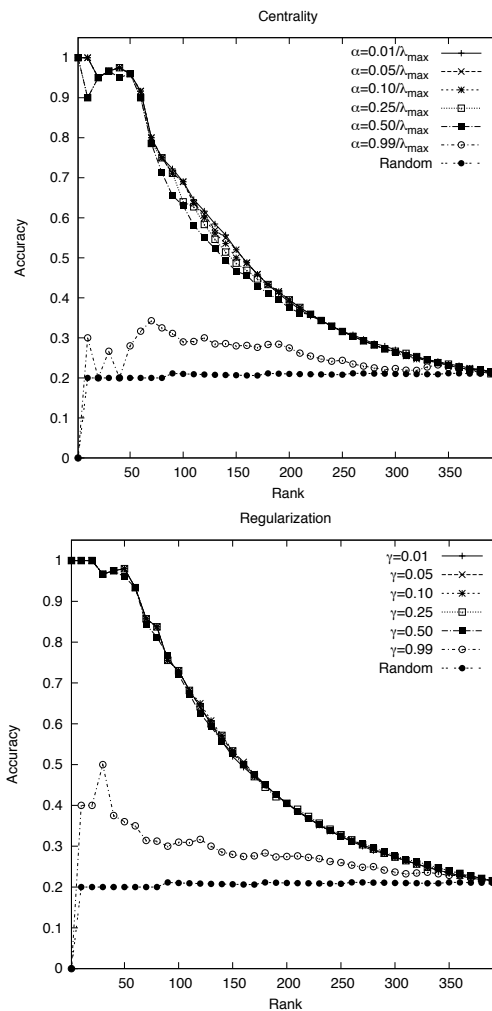 Centrality
α=0.01/λmax
α=0.05/λmax
α=0.10/λmax
α=0.25/λmax
α=0.50/λmax
α=0.99/λmax
Random
1
0.9
0.8
0.7
0.6
0.5
0.4
0.3
0.2
0.1
0
Accuracy
50 100 150 200 250 300 350
Rank
Regularization
γ=0.01
γ=0.05
γ=0.10
γ=0.25
γ=0.50
γ=0.99
Random
1
0.9
0.8
0.7
0.6
0.5
0.4
0.3
0.2
0.1
0
Accuracy
50 100 150 200 250 300 350
Rank